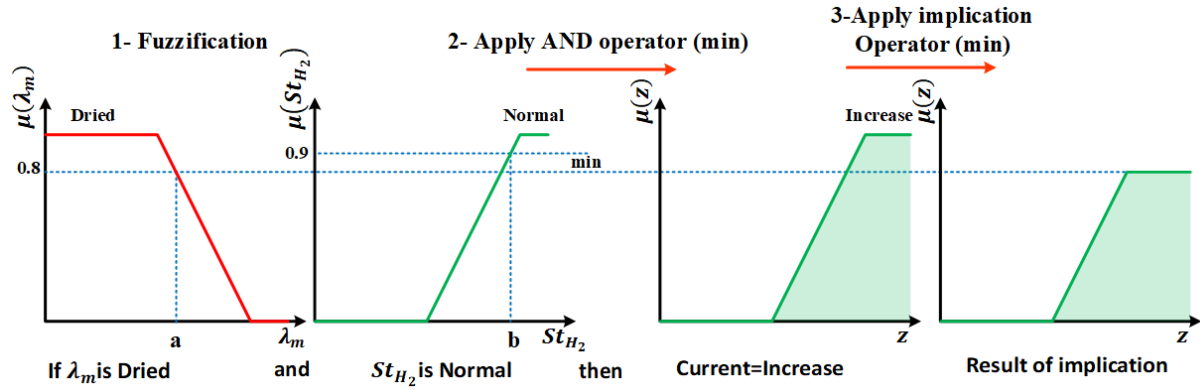 1- Fuzzification
2- Apply AND operator (min)
3-Apply implication
Operator (min)
μ(λm)
Dried
0.8
a
λm
μ(StH2)
Normal
0.9
min
b
StH2
μ(z)
Increase
z
μ(z)
z
If λm is Dried and StH2 is Normal then Current=Increase Result of implication